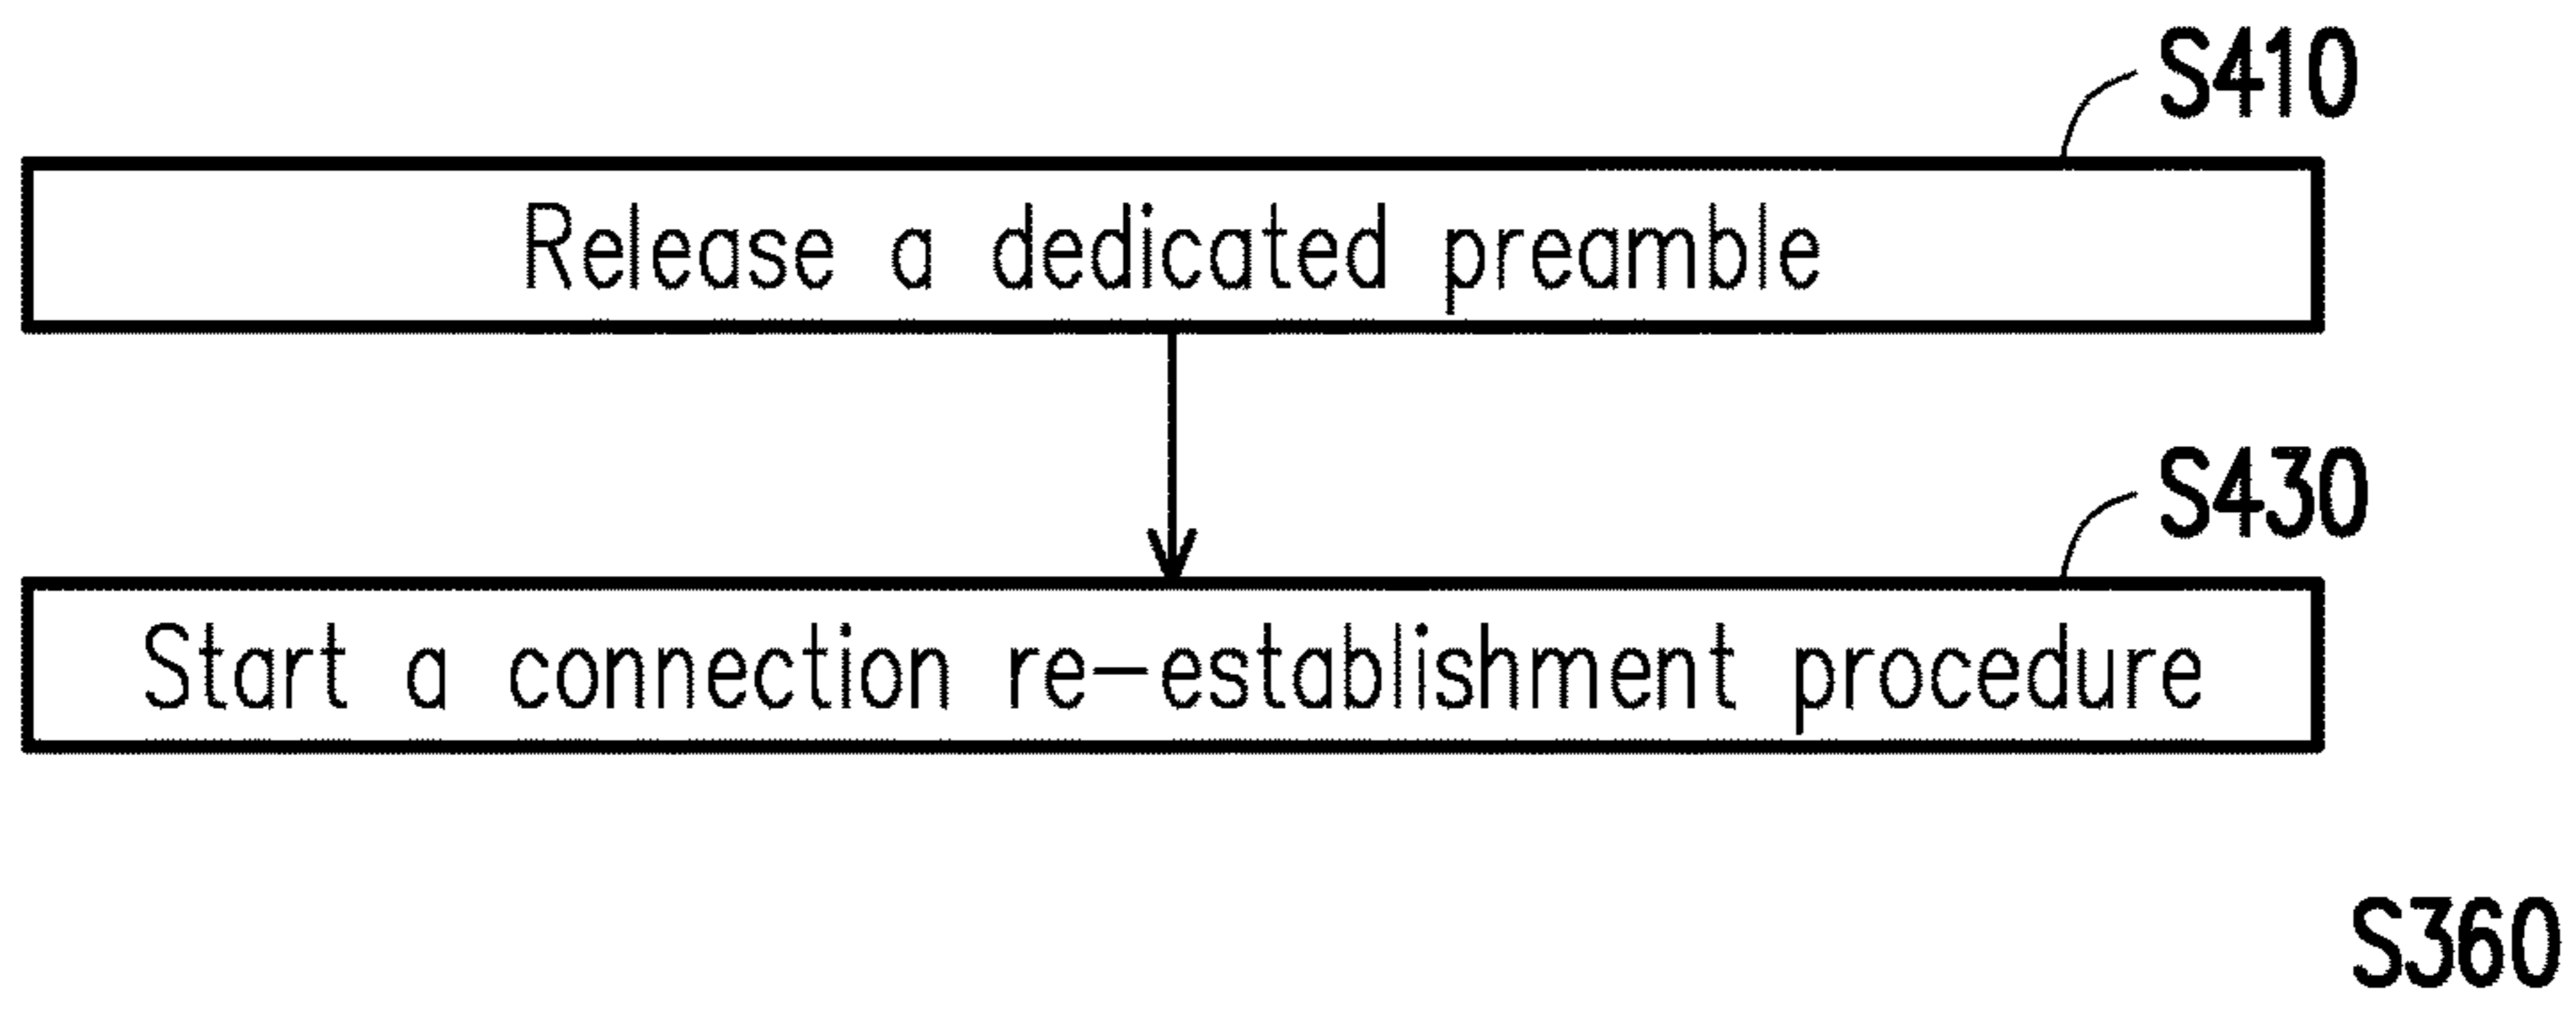 S410
Release a dedicated preamble
S430
Start a connection re-establishment procedure
S360